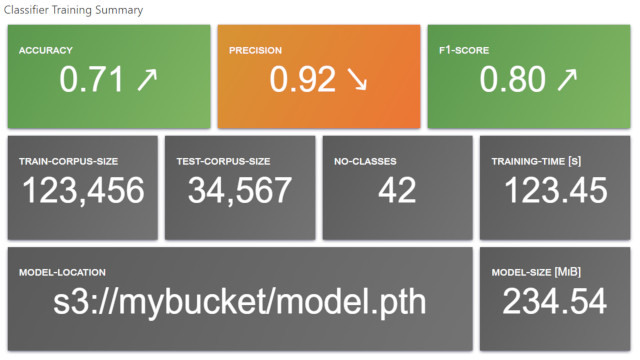 Classifier Training Summary
ACCURACY
0.71 ↗
PRECISION
0.92 ↘
F1-SCORE
0.80 ↗
TRAIN-CORPUS-SIZE
123,456
TEST-CORPUS-SIZE
34,567
NO-CLASSES
42
TRAINING-TIME [S]
123.45
MODEL-LOCATION
s3://mybucket/model.pth
MODEL-SIZE [MIB]
234.54